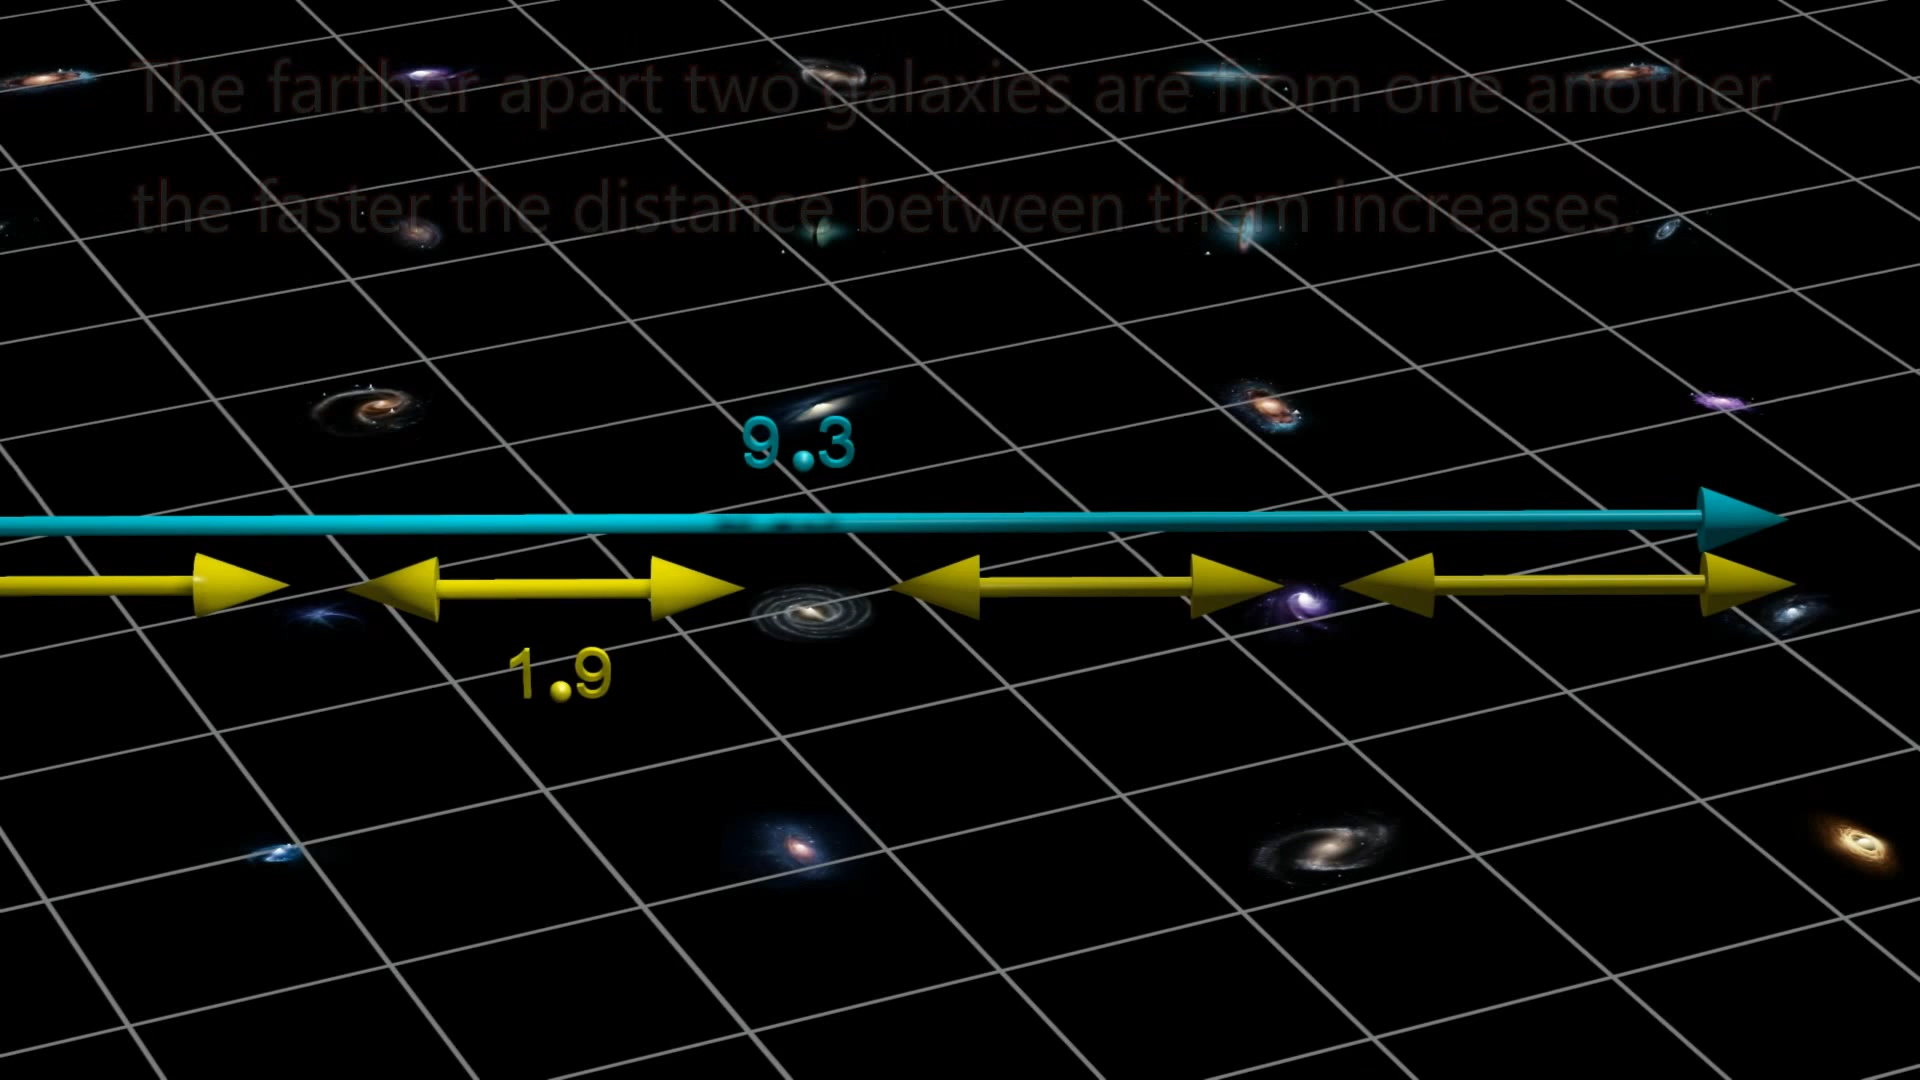 The farther apart two galaxies are from one another,
the faster the distance between them increases.
9.3
1.9